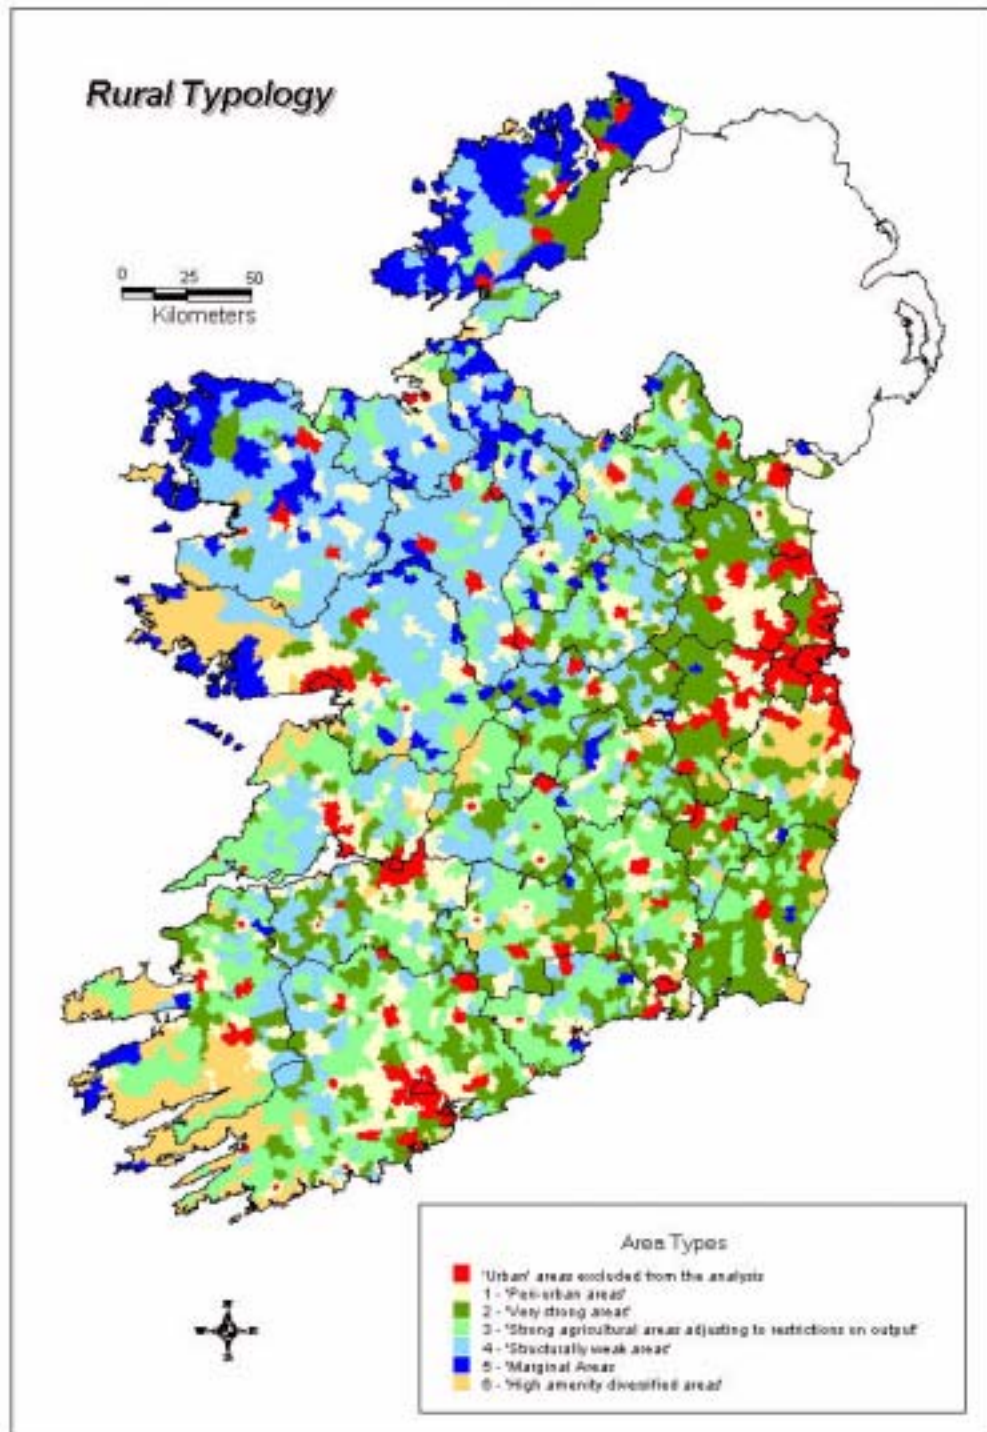 Rural Typology
0 25 50
Kilometers
N
W E
S
Area Types
'Urban' areas excluded from the analysis
1 - 'Peri-urban areas'
2 - 'Very strong areas'
3 - 'Strong agricultural areas adjusting to restrictions on output'
4 - 'Structurally weak areas'
5 - 'Marginal Areas
6 - 'High amenity diversified areas'